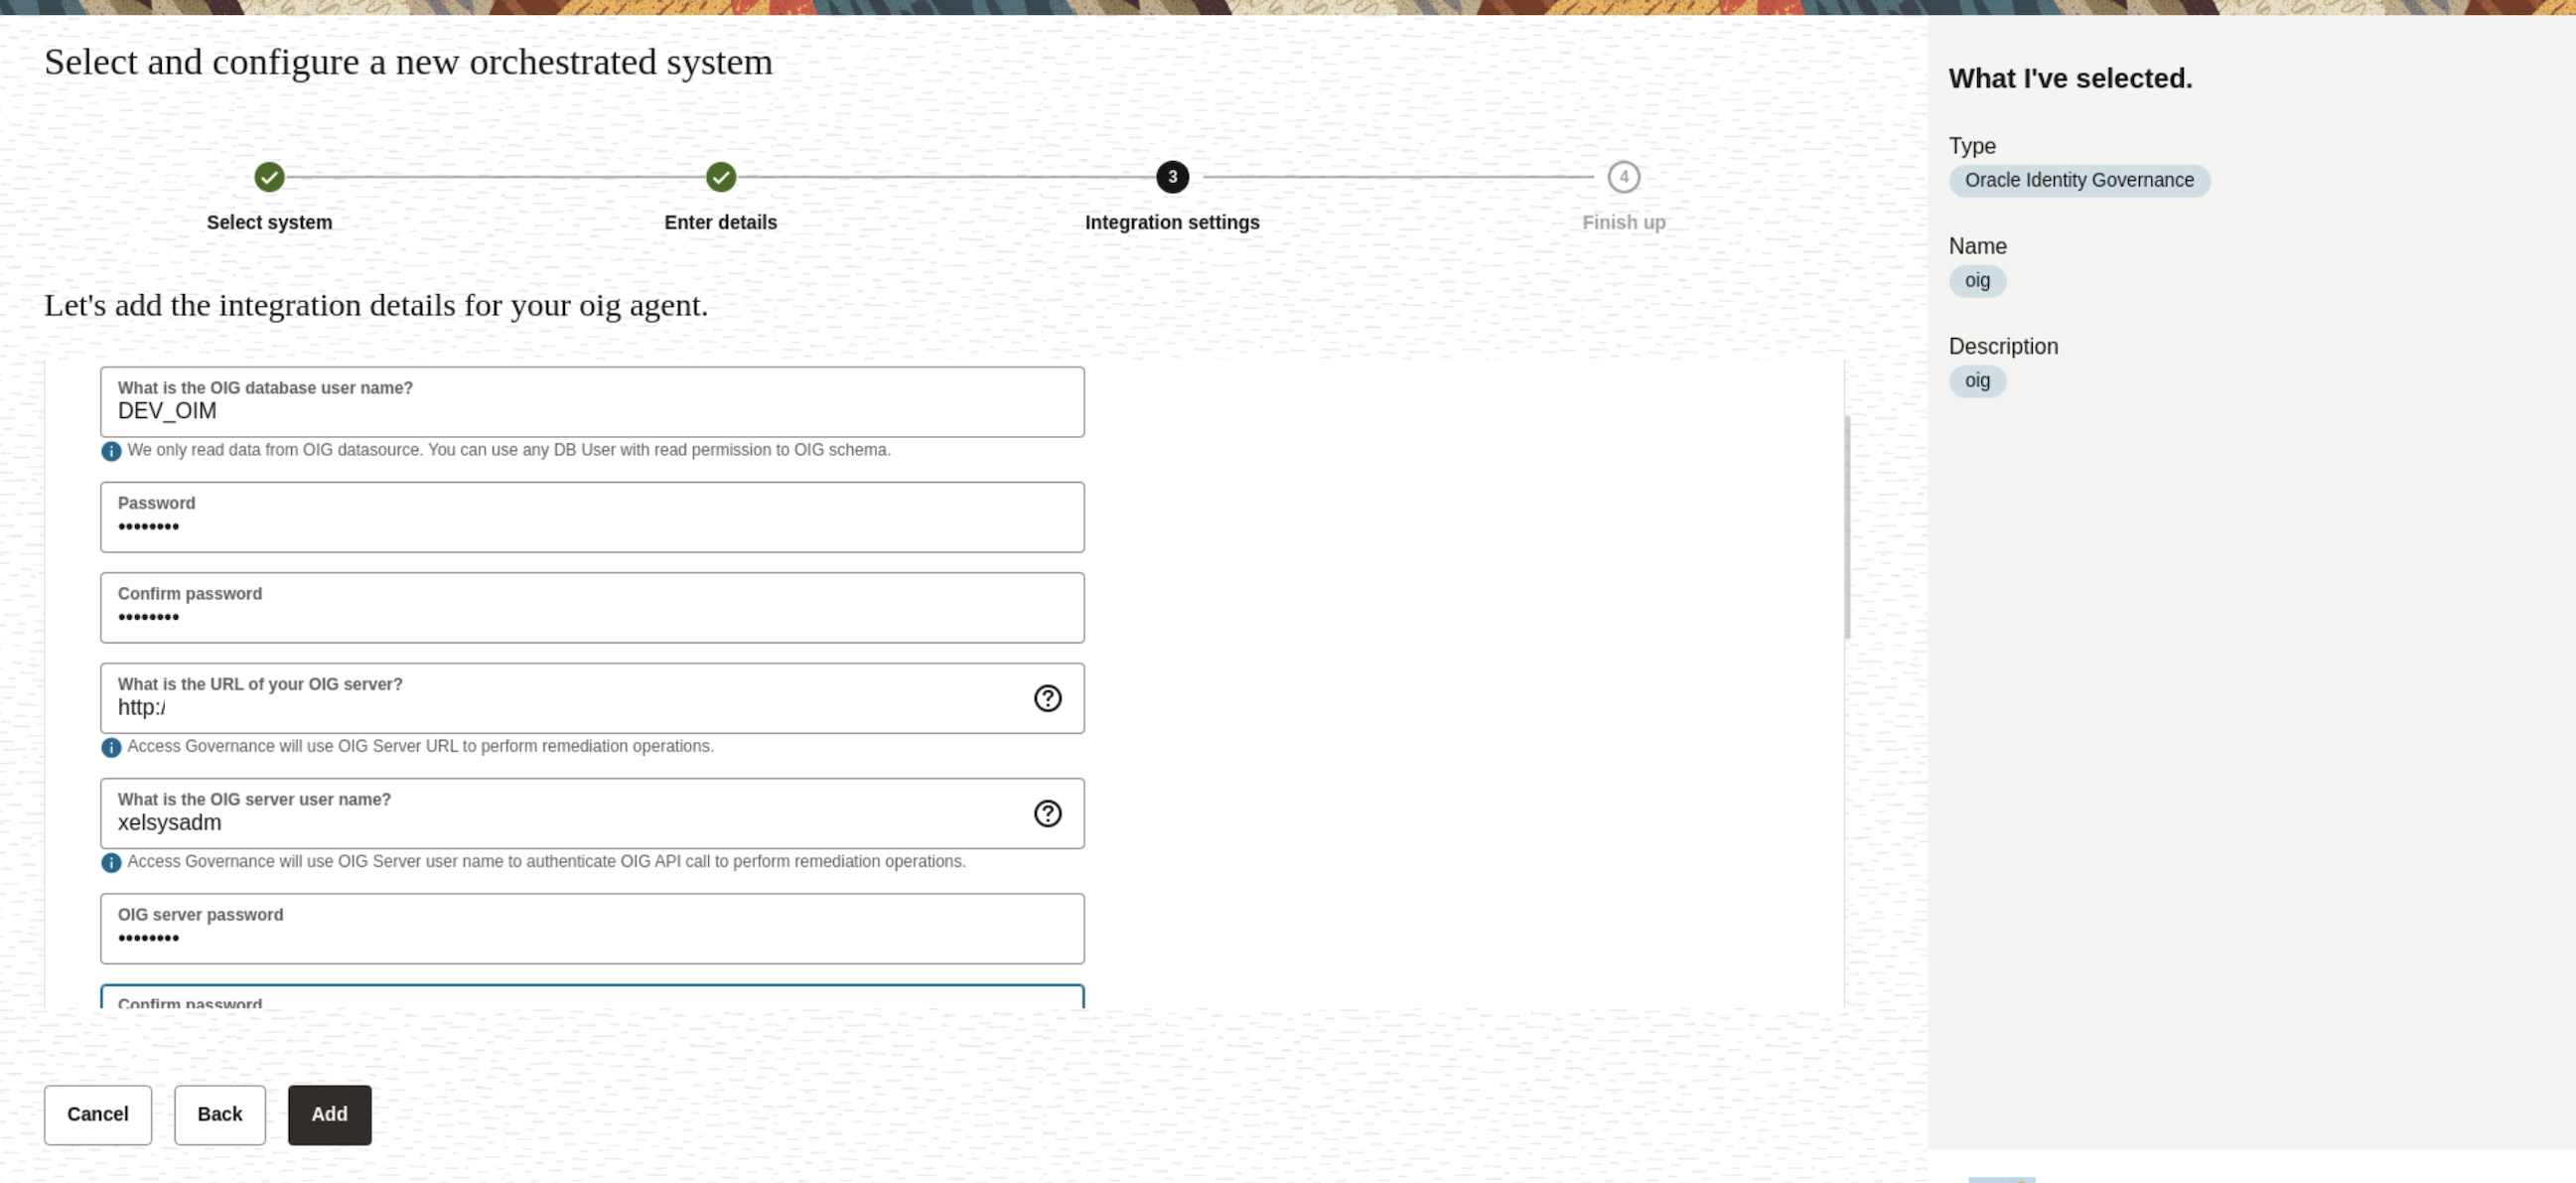 Select and configure a new orchestrated system
3
4
Select system
Enter details
Integration settings
Finish up
Let's add the integration details for your oig agent.
What is the OIG database user name?
DEV_OIM
We only read data from OIG datasource. You can use any DB User with read permission to OIG schema.
Password
••••••••
Confirm password
••••••••
What is the URL of your OIG server?
http:/
Access Governance will use OIG Server URL to perform remediation operations.
What is the OIG server user name?
xelsysadm
Access Governance will use OIG Server user name to authenticate OIG API call to perform remediation operations.
OIG server password
••••••••
Confirm password
Cancel
Back
Add
What I've selected.
Type
Oracle Identity Governance
Name
oig
Description
oig